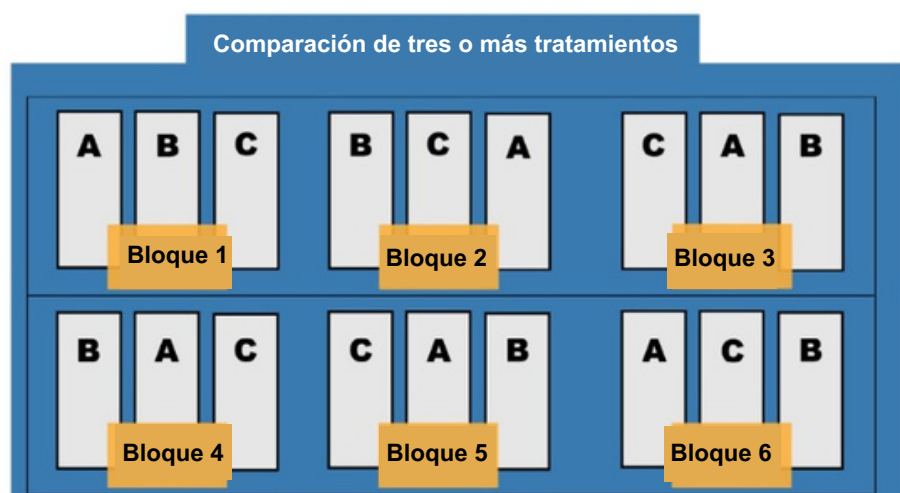 Comparación de tres o más tratamientos
A B C B C A C A B
Bloque 1 Bloque 2 Bloque 3
B A C C A B A C B
Bloque 4 Bloque 5 Bloque 6